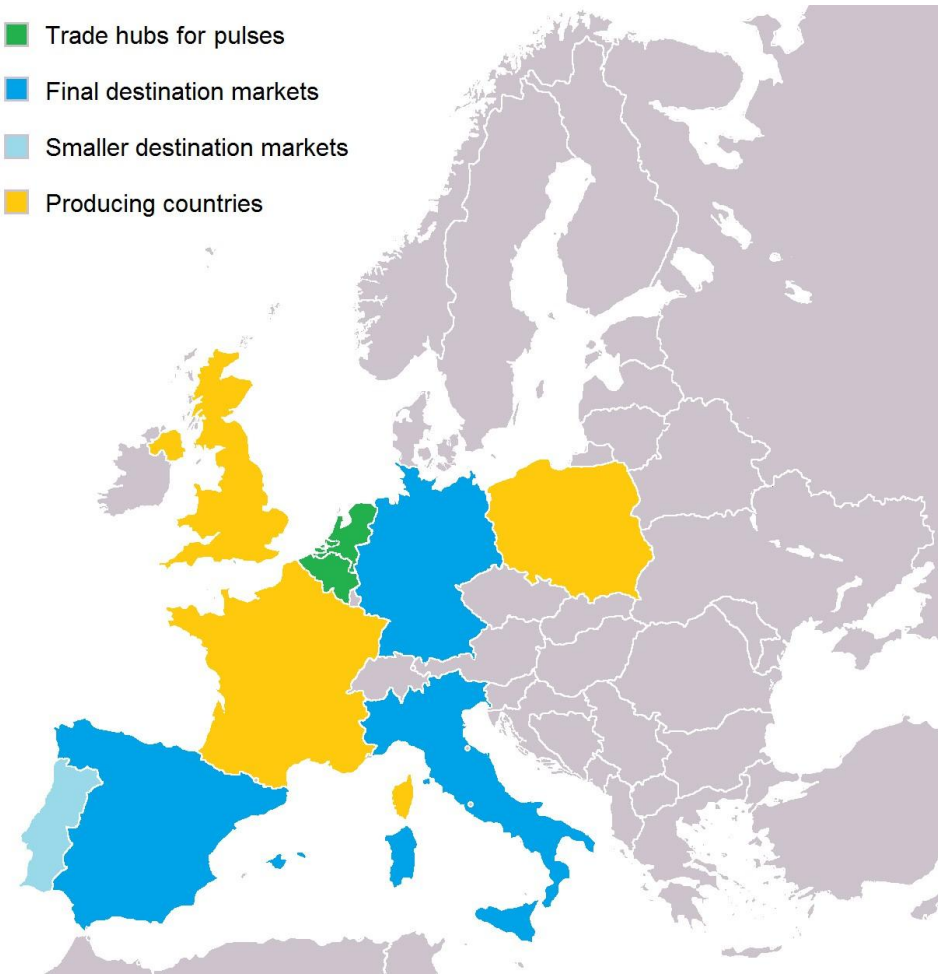 Trade hubs for pulses
Final destination markets
Smaller destination markets
Producing countries